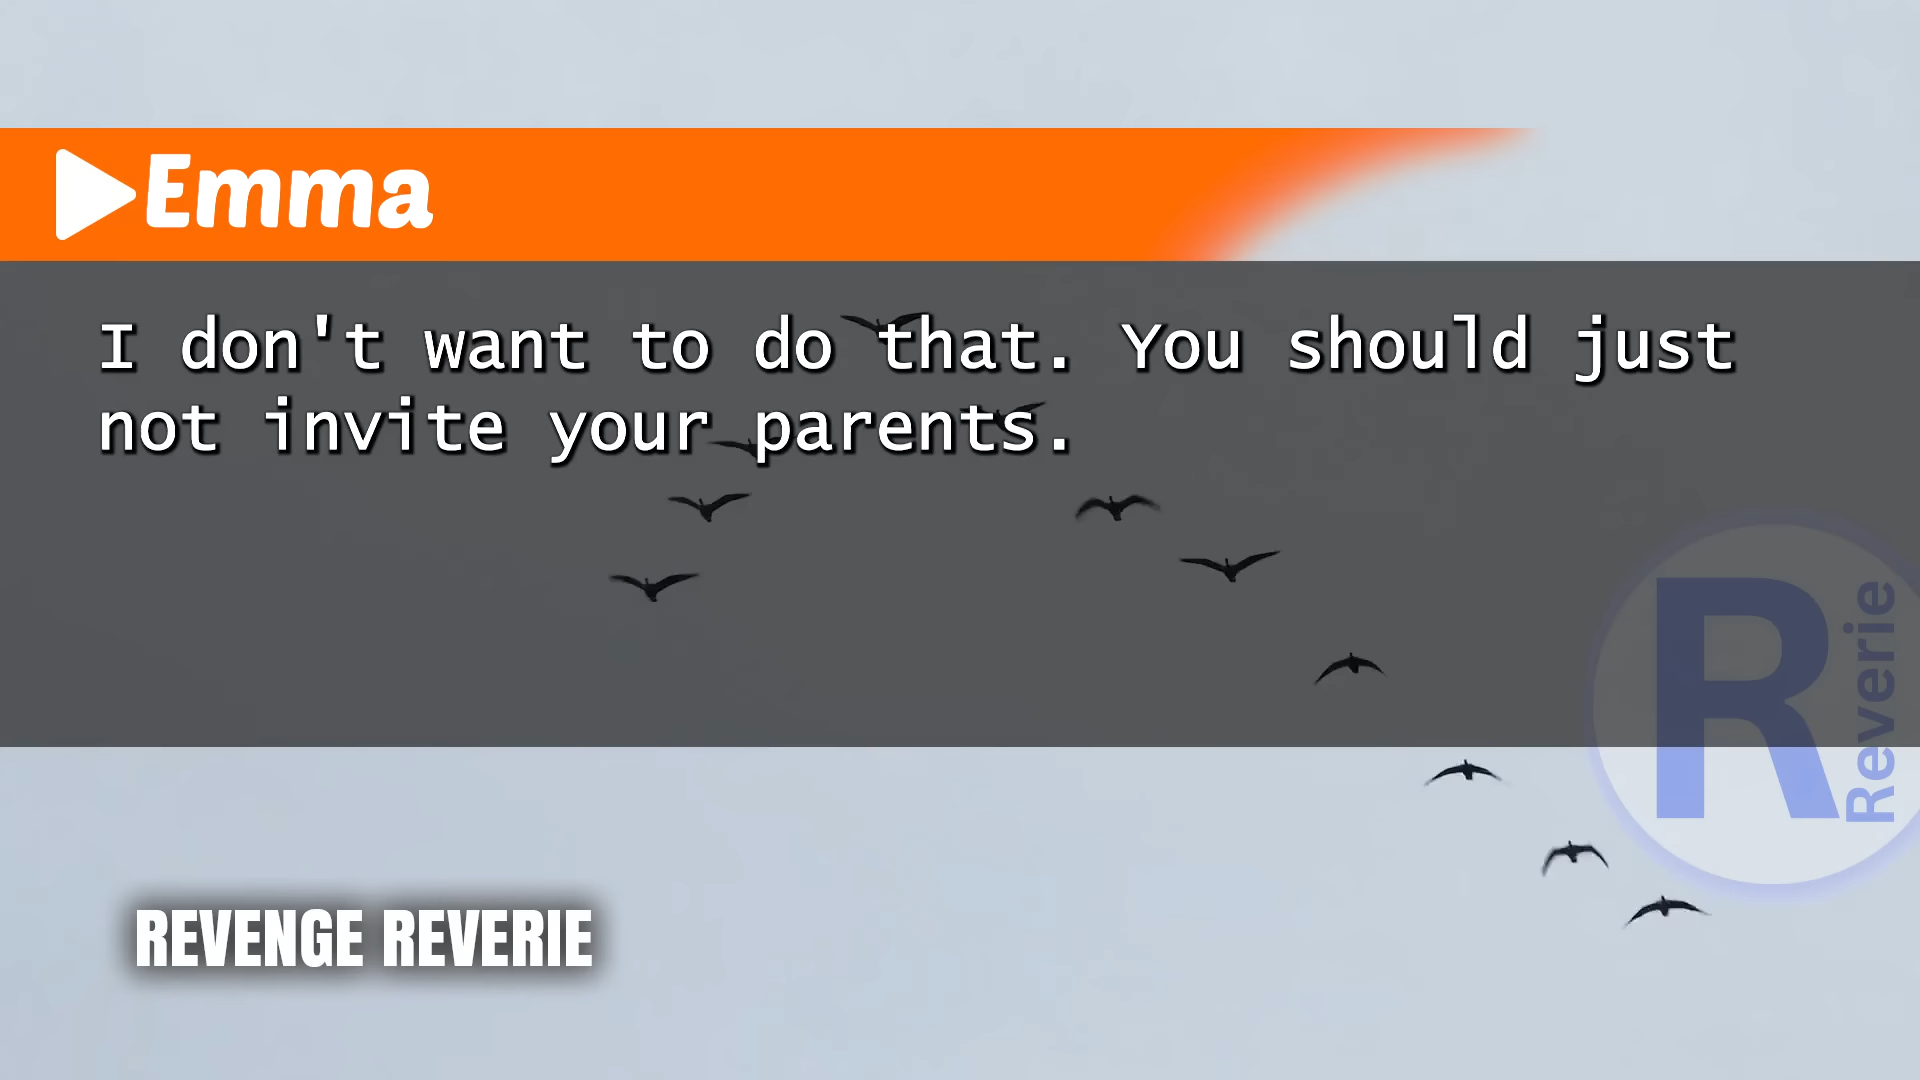 Emma
I don't want to do that. You should just
not invite your parents.
R
Reverie
REVENGE REVERIE